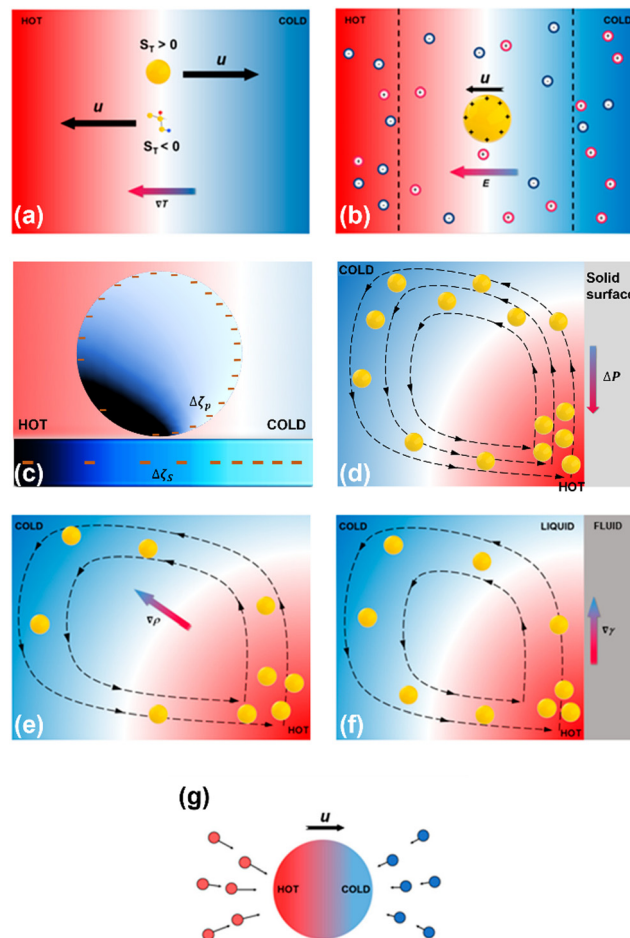 HOT
COLD
S_T > 0
u
u
S_T < 0
∇T
(a)
HOT
COLD
u
E
(b)
Δζ_p
HOT
COLD
Δζ_S
(c)
COLD
Solid
surface
ΔP
(d)
HOT
COLD
∇ρ
(e)
HOT
COLD
LIQUID
FLUID
∇γ
(f)
HOT
(g)
u
HOT
COLD